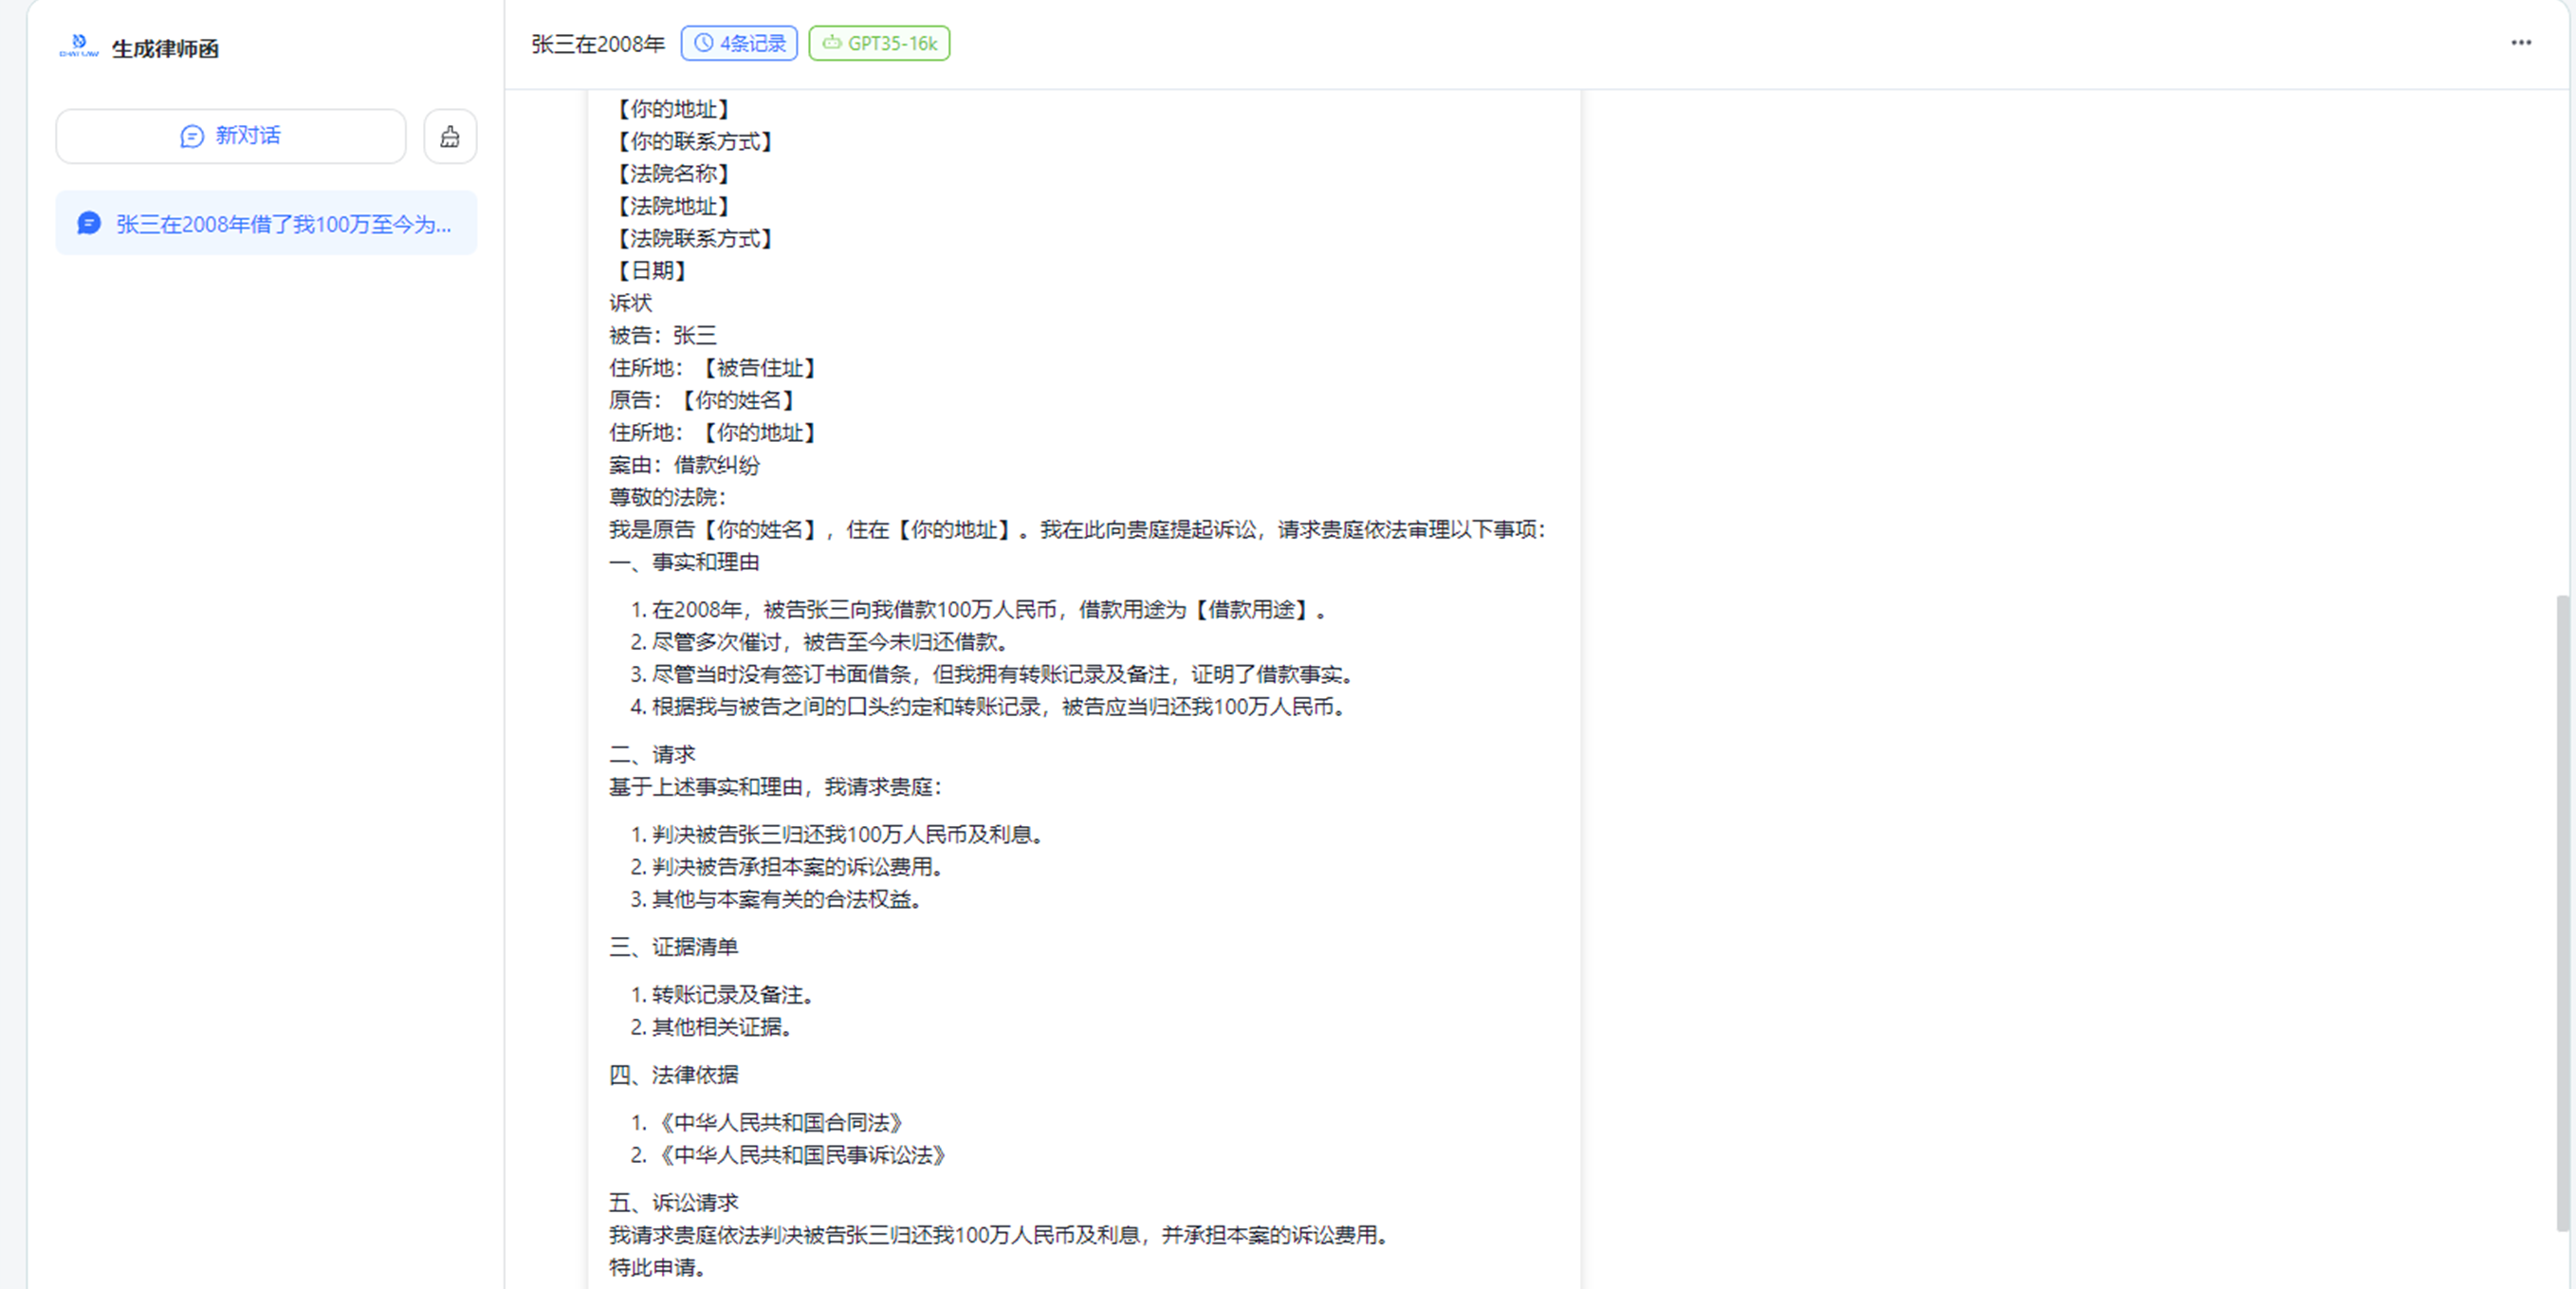 生成律师函
新对话
张三在2008年借了我100万至今为...
张三在2008年
4条记录
GPT35-16k
【你的地址】
【你的联系方式】
【法院名称】
【法院地址】
【法院联系方式】
【日期】
诉状
被告：张三
住所地：【被告住址】
原告：【你的姓名】
住所地：【你的地址】
案由：借款纠纷
尊敬的法院：
我是原告【你的姓名】，住在【你的地址】。我在此向贵庭提起诉讼，请求贵庭依法审理以下事项：
一、事实和理由
1. 在2008年，被告张三向我借款100万人民币，借款用途为【借款用途】。
2. 尽管多次催讨，被告至今未归还借款。
3. 尽管当时没有签订书面借条，但我拥有转账记录及备注，证明了借款事实。
4. 根据我与被告之间的口头约定和转账记录，被告应当归还我100万人民币。
二、请求
基于上述事实和理由，我请求贵庭：
1. 判决被告张三归还我100万人民币及利息。
2. 判决被告承担本案的诉讼费用。
3. 其他与本案有关的合法权益。
三、证据清单
1. 转账记录及备注。
2. 其他相关证据。
四、法律依据
1. 《中华人民共和国合同法》
2. 《中华人民共和国民事诉讼法》
五、诉讼请求
我请求贵庭依法判决被告张三归还我100万人民币及利息，并承担本案的诉讼费用。
特此申请。